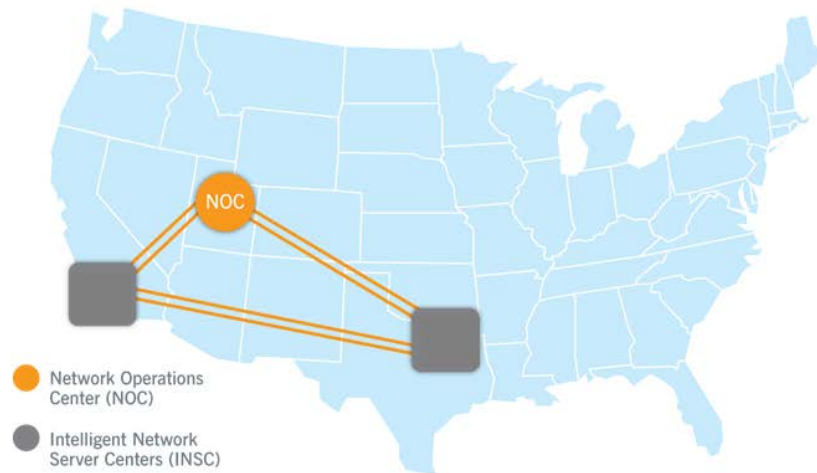 NOC
Network Operations
Center (NOC)
Intelligent Network
Server Centers (INSC)